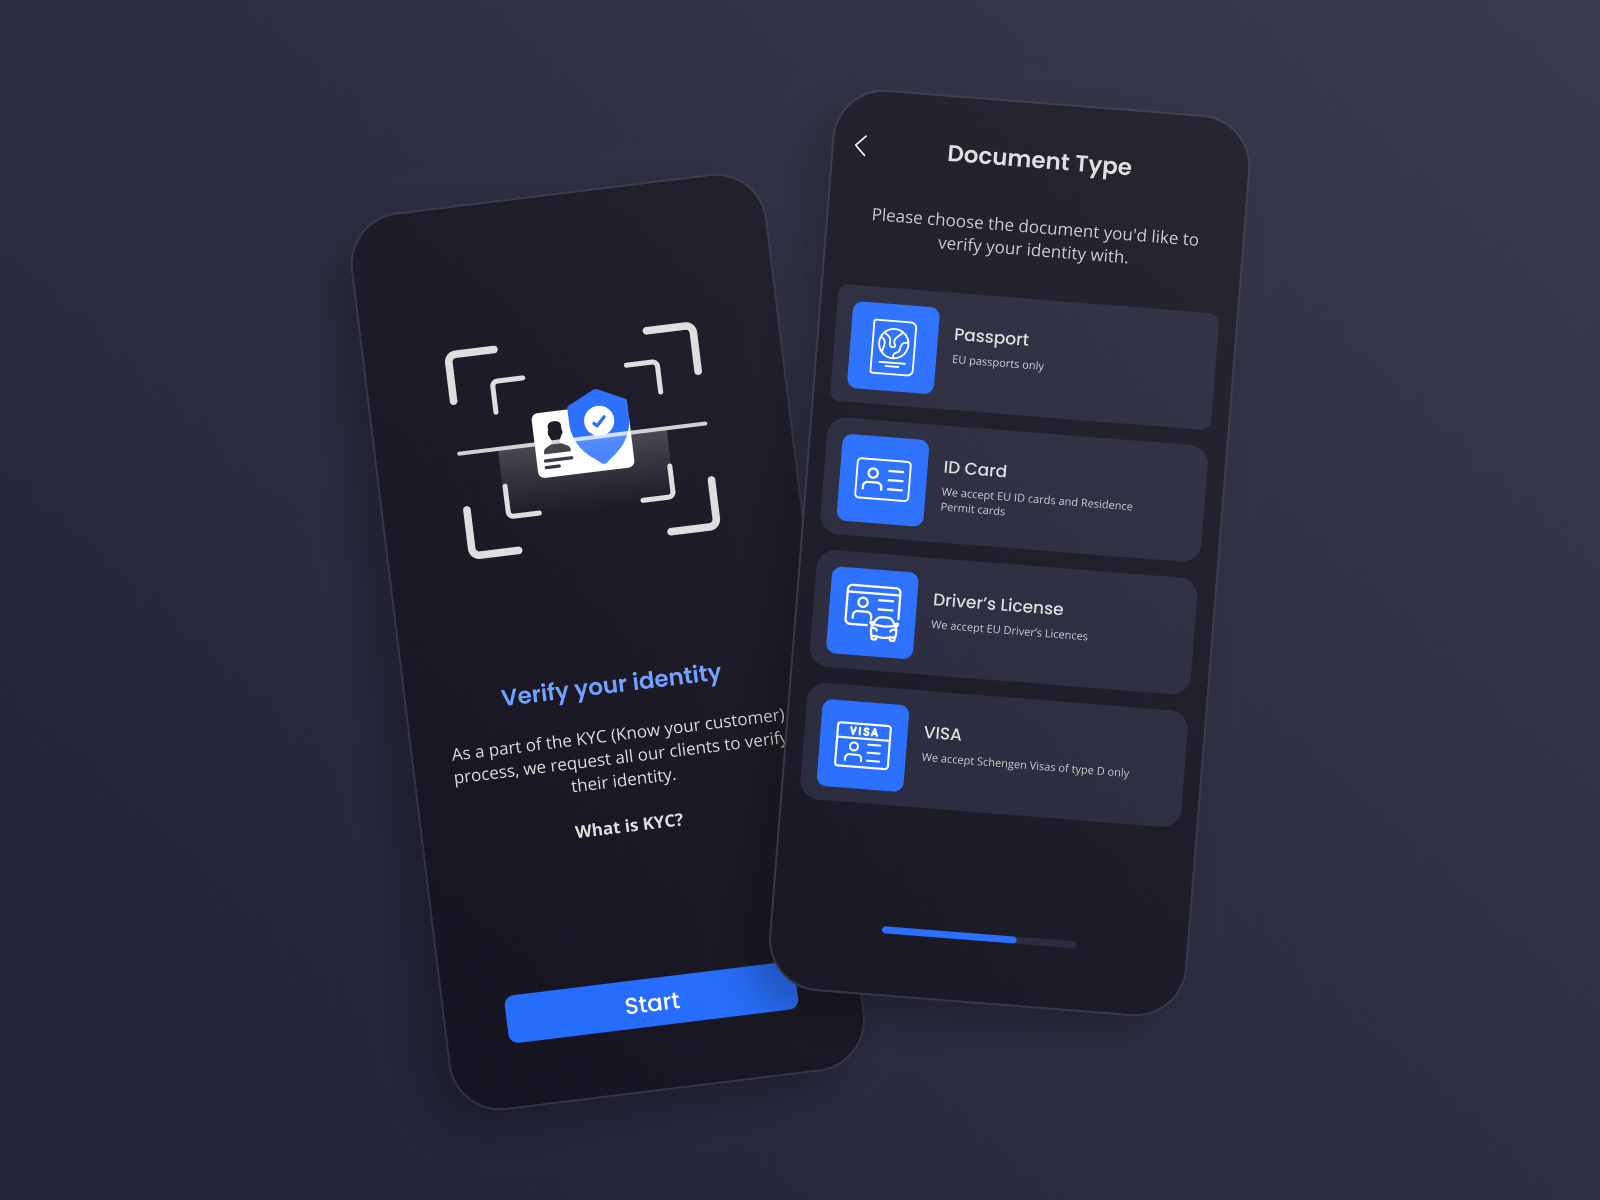 Verify your identity
As a part of the KYC (Know your customer)
process, we request all our clients to verify
their identity.
What is KYC?
Start
Document Type
Please choose the document you'd like to
verify your identity with.
Passport
EU passports only
ID Card
We accept EU ID cards and Residence
Permit cards
Driver’s License
We accept EU Driver’s Licences
VISA
VISA
We accept Schengen Visas of type D only